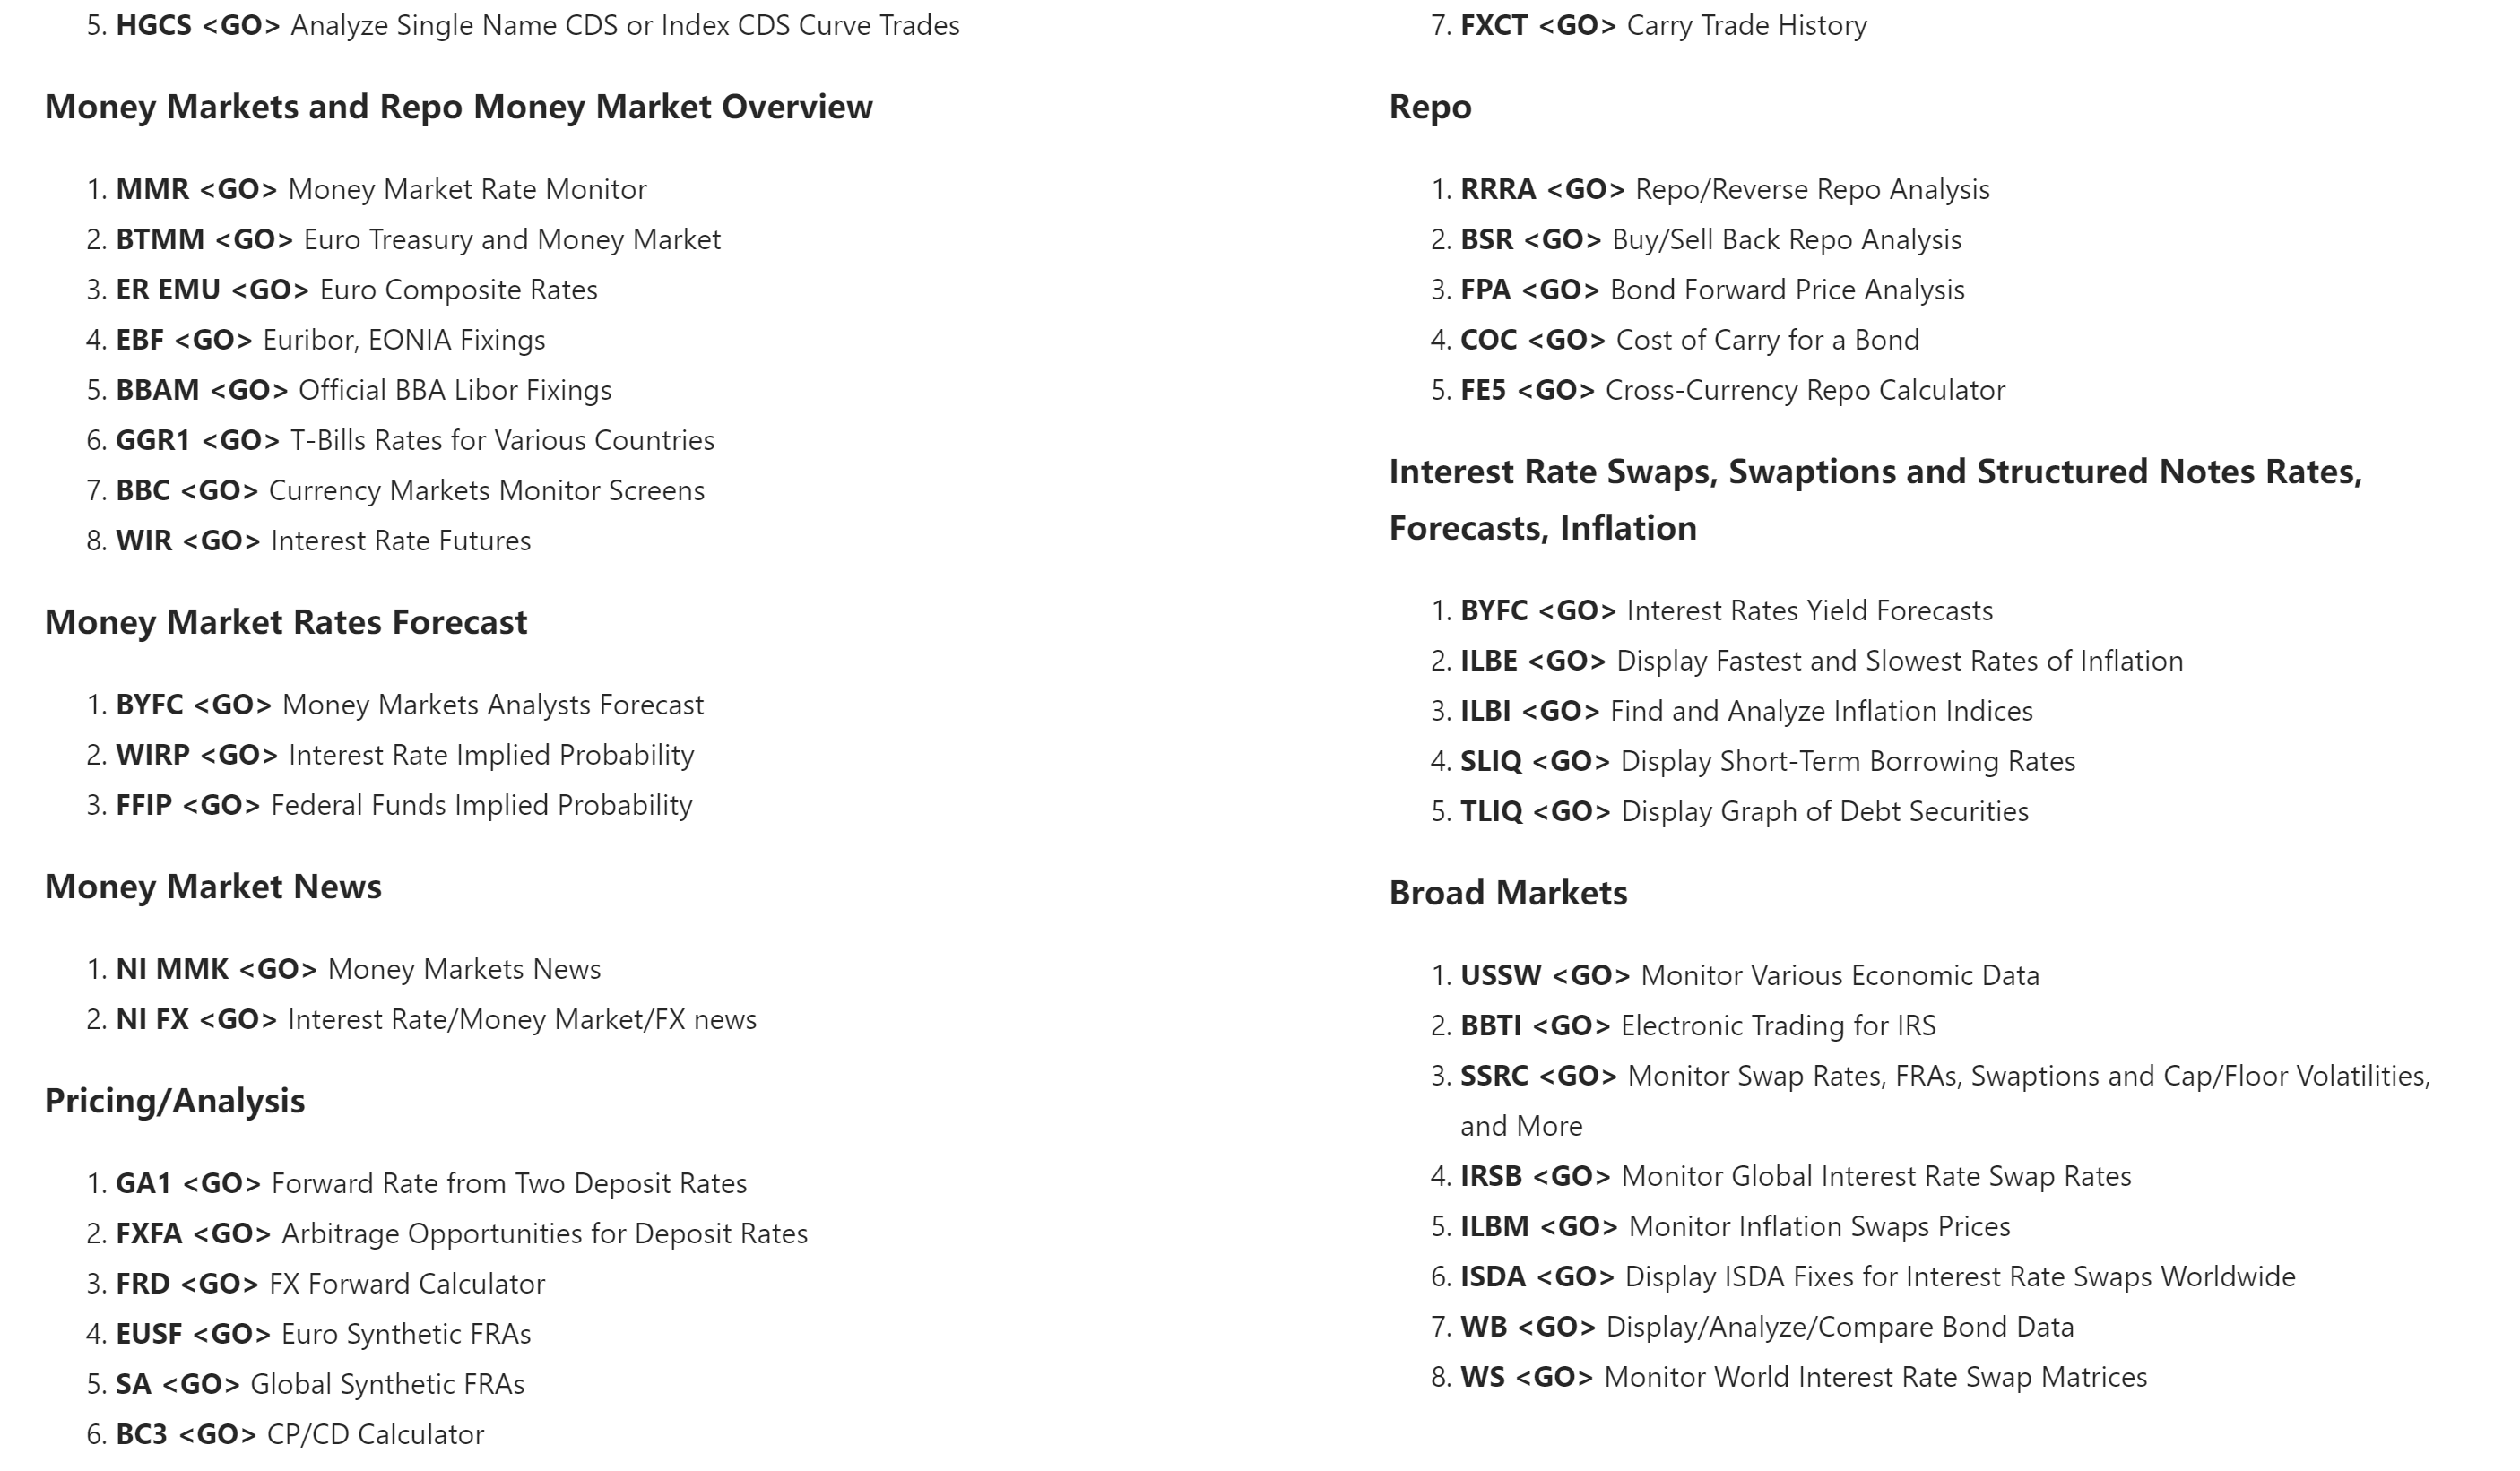 5. HGCS <GO> Analyze Single Name CDS or Index CDS Curve Trades
Money Markets and Repo Money Market Overview
1. MMR <GO> Money Market Rate Monitor
2. BTMM <GO> Euro Treasury and Money Market
3. ER EMU <GO> Euro Composite Rates
4. EBF <GO> Euribor, EONIA Fixings
5. BBAM <GO> Official BBA Libor Fixings
6. GGR1 <GO> T-Bills Rates for Various Countries
7. BBC <GO> Currency Markets Monitor Screens
8. WIR <GO> Interest Rate Futures
Money Market Rates Forecast
1. BYFC <GO> Money Markets Analysts Forecast
2. WIRP <GO> Interest Rate Implied Probability
3. FFIP <GO> Federal Funds Implied Probability
Money Market News
1. NI MMK <GO> Money Markets News
2. NI FX <GO> Interest Rate/Money Market/FX news
Pricing/Analysis
1. GA1 <GO> Forward Rate from Two Deposit Rates
2. FXFA <GO> Arbitrage Opportunities for Deposit Rates
3. FRD <GO> FX Forward Calculator
4. EUSF <GO> Euro Synthetic FRAs
5. SA <GO> Global Synthetic FRAs
6. BC3 <GO> CP/CD Calculator
7. FXCT <GO> Carry Trade History
Repo
1. RRRA <GO> Repo/Reverse Repo Analysis
2. BSR <GO> Buy/Sell Back Repo Analysis
3. FPA <GO> Bond Forward Price Analysis
4. COC <GO> Cost of Carry for a Bond
5. FE5 <GO> Cross-Currency Repo Calculator
Interest Rate Swaps, Swaptions and Structured Notes Rates,
Forecasts, Inflation
1. BYFC <GO> Interest Rates Yield Forecasts
2. ILBE <GO> Display Fastest and Slowest Rates of Inflation
3. ILBI <GO> Find and Analyze Inflation Indices
4. SLIQ <GO> Display Short-Term Borrowing Rates
5. TLIQ <GO> Display Graph of Debt Securities
Broad Markets
1. USSW <GO> Monitor Various Economic Data
2. BBTI <GO> Electronic Trading for IRS
3. SSRC <GO> Monitor Swap Rates, FRAs, Swaptions and Cap/Floor Volatilities,
and More
4. IRSB <GO> Monitor Global Interest Rate Swap Rates
5. ILBM <GO> Monitor Inflation Swaps Prices
6. ISDA <GO> Display ISDA Fixes for Interest Rate Swaps Worldwide
7. WB <GO> Display/Analyze/Compare Bond Data
8. WS <GO> Monitor World Interest Rate Swap Matrices